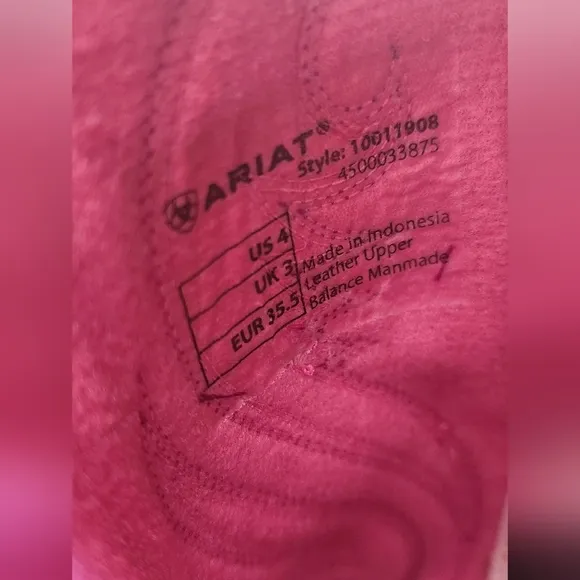 ARIAT®
Style: 10011908
4500033875
US 4
UK 3
EUR 35.5
Made in Indonesia
Leather Upper
Balance Manmade